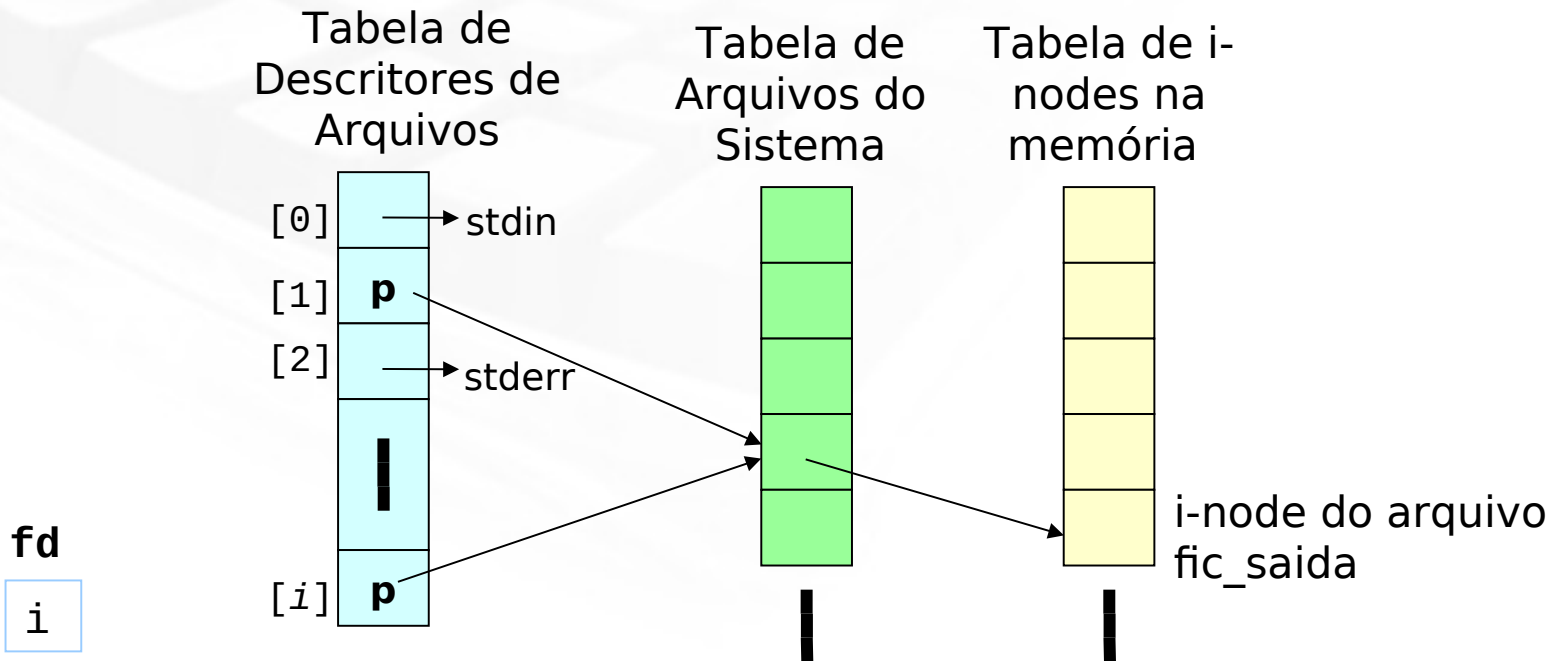 Tabela de
Descritores de
Arquivos
Tabela de
Arquivos do
Sistema
Tabela de i-
nodes na
memória
[0]
stdin
[1]
p
[2]
stderr
[i]
p
fd
i
i-node do arquivo
fic_saida